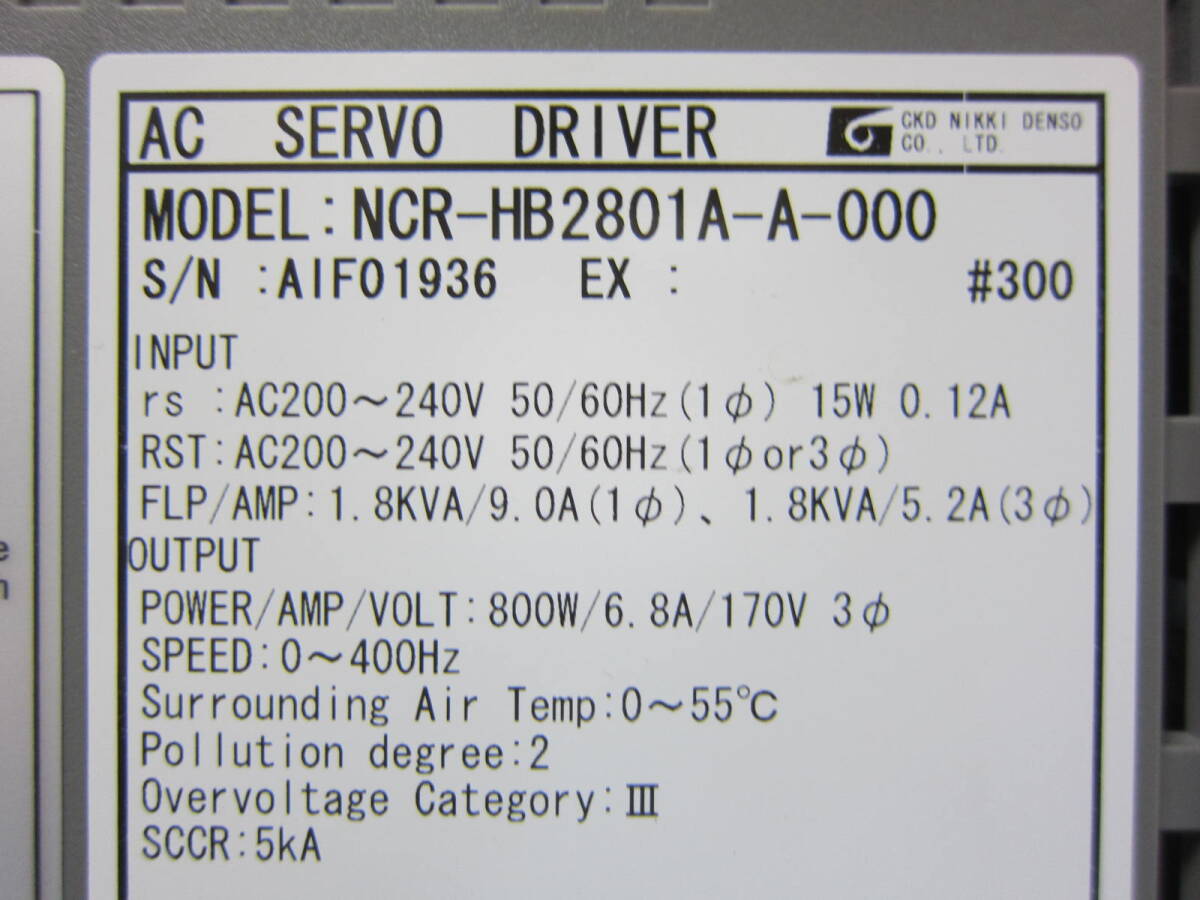 AC SERVO DRIVER
CKD NIKKI DENSO
CO., LTD.
MODEL:NCR-HB2801A-A-000
S/N :AIF01936 EX : #300
INPUT
rs :AC200~240V 50/60Hz(1φ) 15W 0.12A
RST:AC200~240V 50/60Hz(1φor3φ)
FLP/AMP:1.8KVA/9.0A(1φ)、1.8KVA/5.2A(3φ)
OUTPUT
POWER/AMP/VOLT:800W/6.8A/170V 3φ
SPEED:0~400Hz
Surrounding Air Temp:0~55℃
Pollution degree:2
Overvoltage Category:Ⅲ
SCCR:5kA